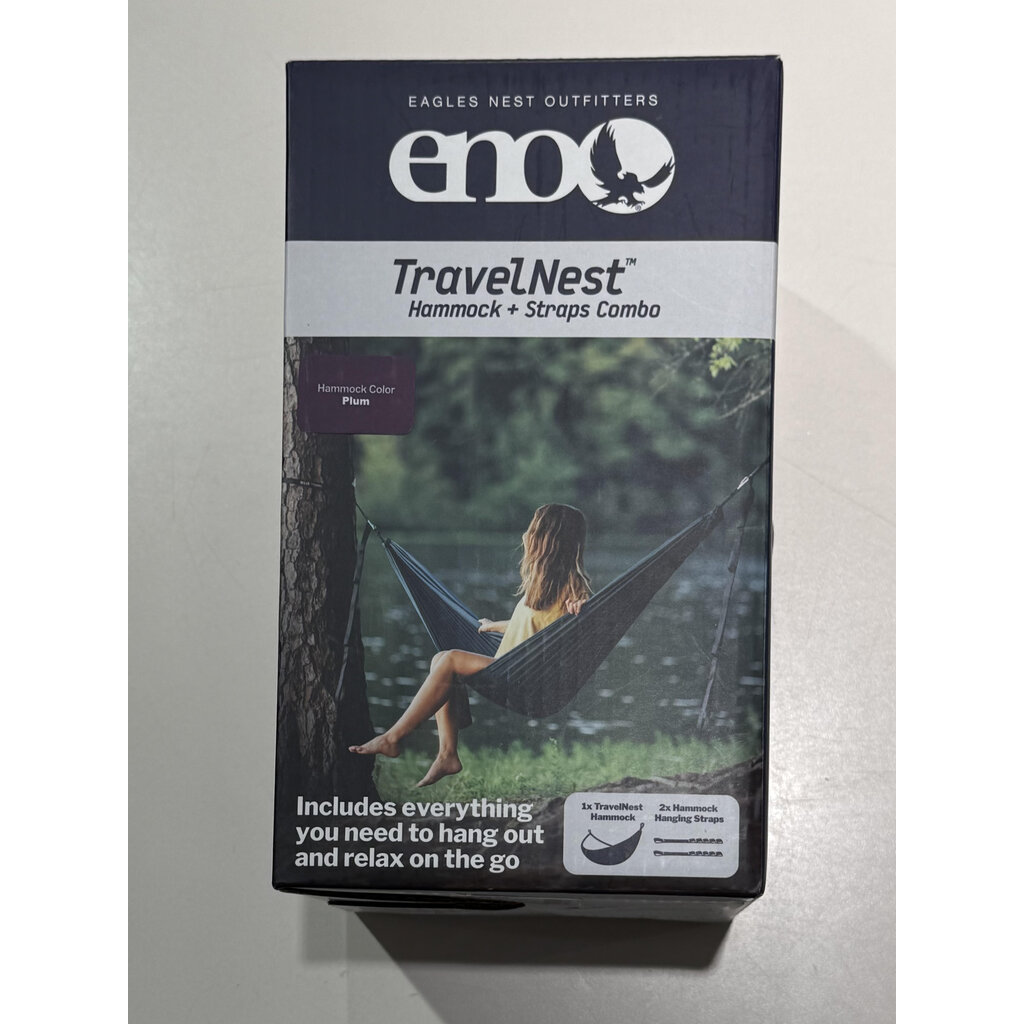 EAGLES NEST OUTFITTERS
eno
TravelNest™
Hammock + Straps Combo
Hammock Color
Plum
Includes everything
you need to hang out
and relax on the go
1x TravelNest
Hammock
2x Hammock
Hanging Straps